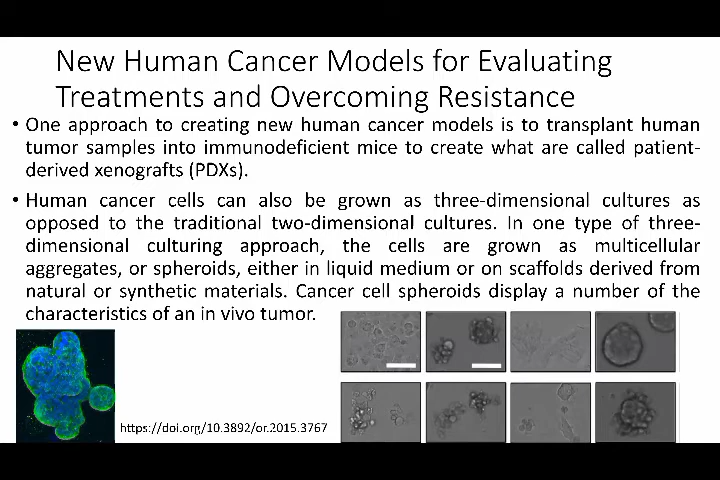 New Human Cancer Models for Evaluating
Treatments and Overcoming Resistance
• One approach to creating new human cancer models is to transplant human
tumor samples into immunodeficient mice to create what are called patient-
derived xenografts (PDXs).
• Human cancer cells can also be grown as three-dimensional cultures as
opposed to the traditional two-dimensional cultures. In one type of three-
dimensional culturing approach, the cells are grown as multicellular
aggregates, or spheroids, either in liquid medium or on scaffolds derived from
natural or synthetic materials. Cancer cell spheroids display a number of the
characteristics of an in vivo tumor.
https://doi.org/10.3892/or.2015.3767